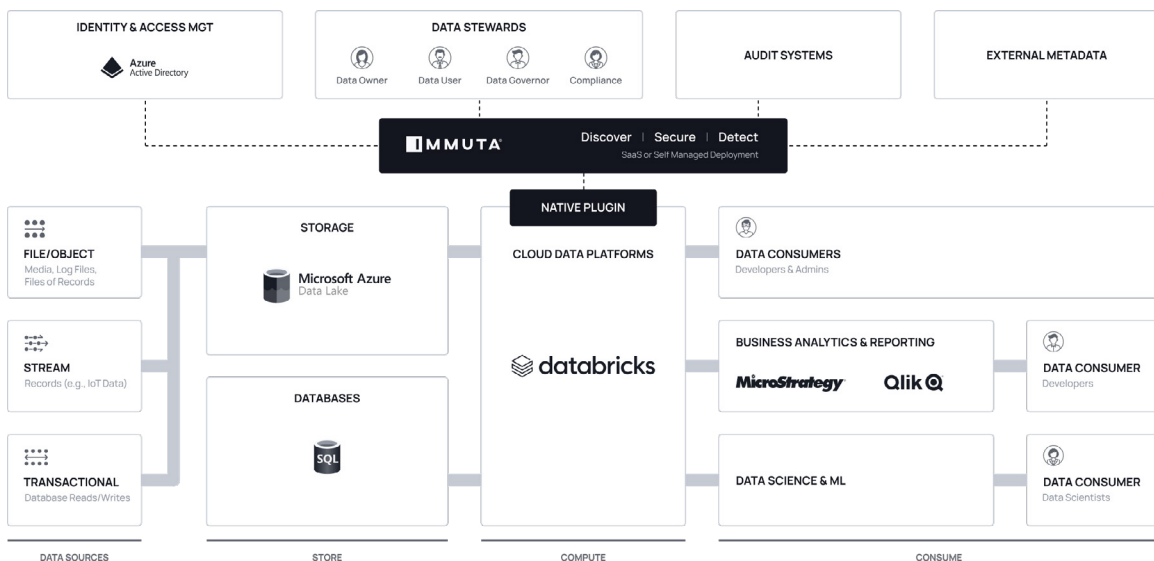 IDENTITY & ACCESS MGT
Azure
Active Directory
DATA STEWARDS
Data Owner
Data User
Data Governor
Compliance
AUDIT SYSTEMS
EXTERNAL METADATA
IMMUTA
Discover | Secure | Detect
SaaS or Self Managed Deployment
NATIVE PLUGIN
FILE/OBJECT
Media, Log Files,
Files of Records
STREAM
Records (e.g., IoT Data)
TRANSACTIONAL
Database Reads/Writes
STORAGE
Microsoft Azure
Data Lake
DATABASES
SQL
CLOUD DATA PLATFORMS
databricks
DATA CONSUMERS
Developers & Admins
BUSINESS ANALYTICS & REPORTING
MicroStrategy
Qlik
DATA CONSUMER
Developers
DATA SCIENCE & ML
DATA CONSUMER
Data Scientists
DATA SOURCES
STORE
COMPUTE
CONSUME